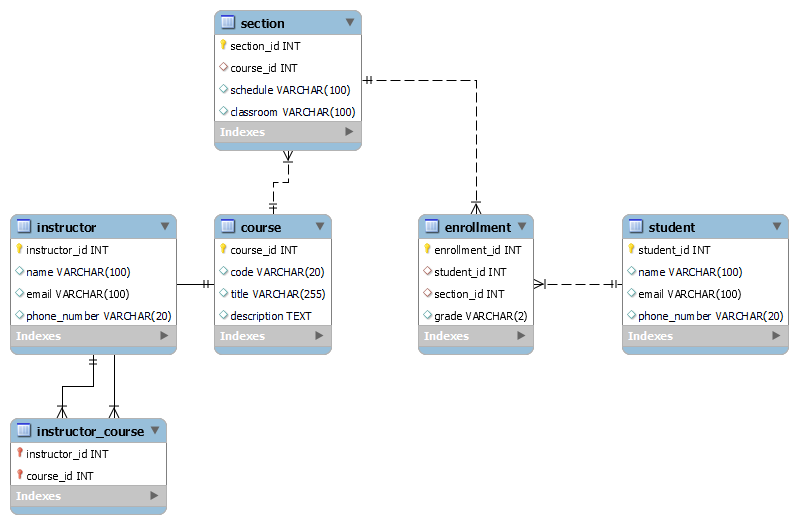 section
section_id INT
course_id INT
schedule VARCHAR(100)
classroom VARCHAR(100)
Indexes
instructor
instructor_id INT
name VARCHAR(100)
email VARCHAR(100)
phone_number VARCHAR(20)
Indexes
course
course_id INT
code VARCHAR(20)
title VARCHAR(255)
description TEXT
Indexes
enrollment
enrollment_id INT
student_id INT
section_id INT
grade VARCHAR(2)
Indexes
student
student_id INT
name VARCHAR(100)
email VARCHAR(100)
phone_number VARCHAR(20)
Indexes
instructor_course
instructor_id INT
course_id INT
Indexes